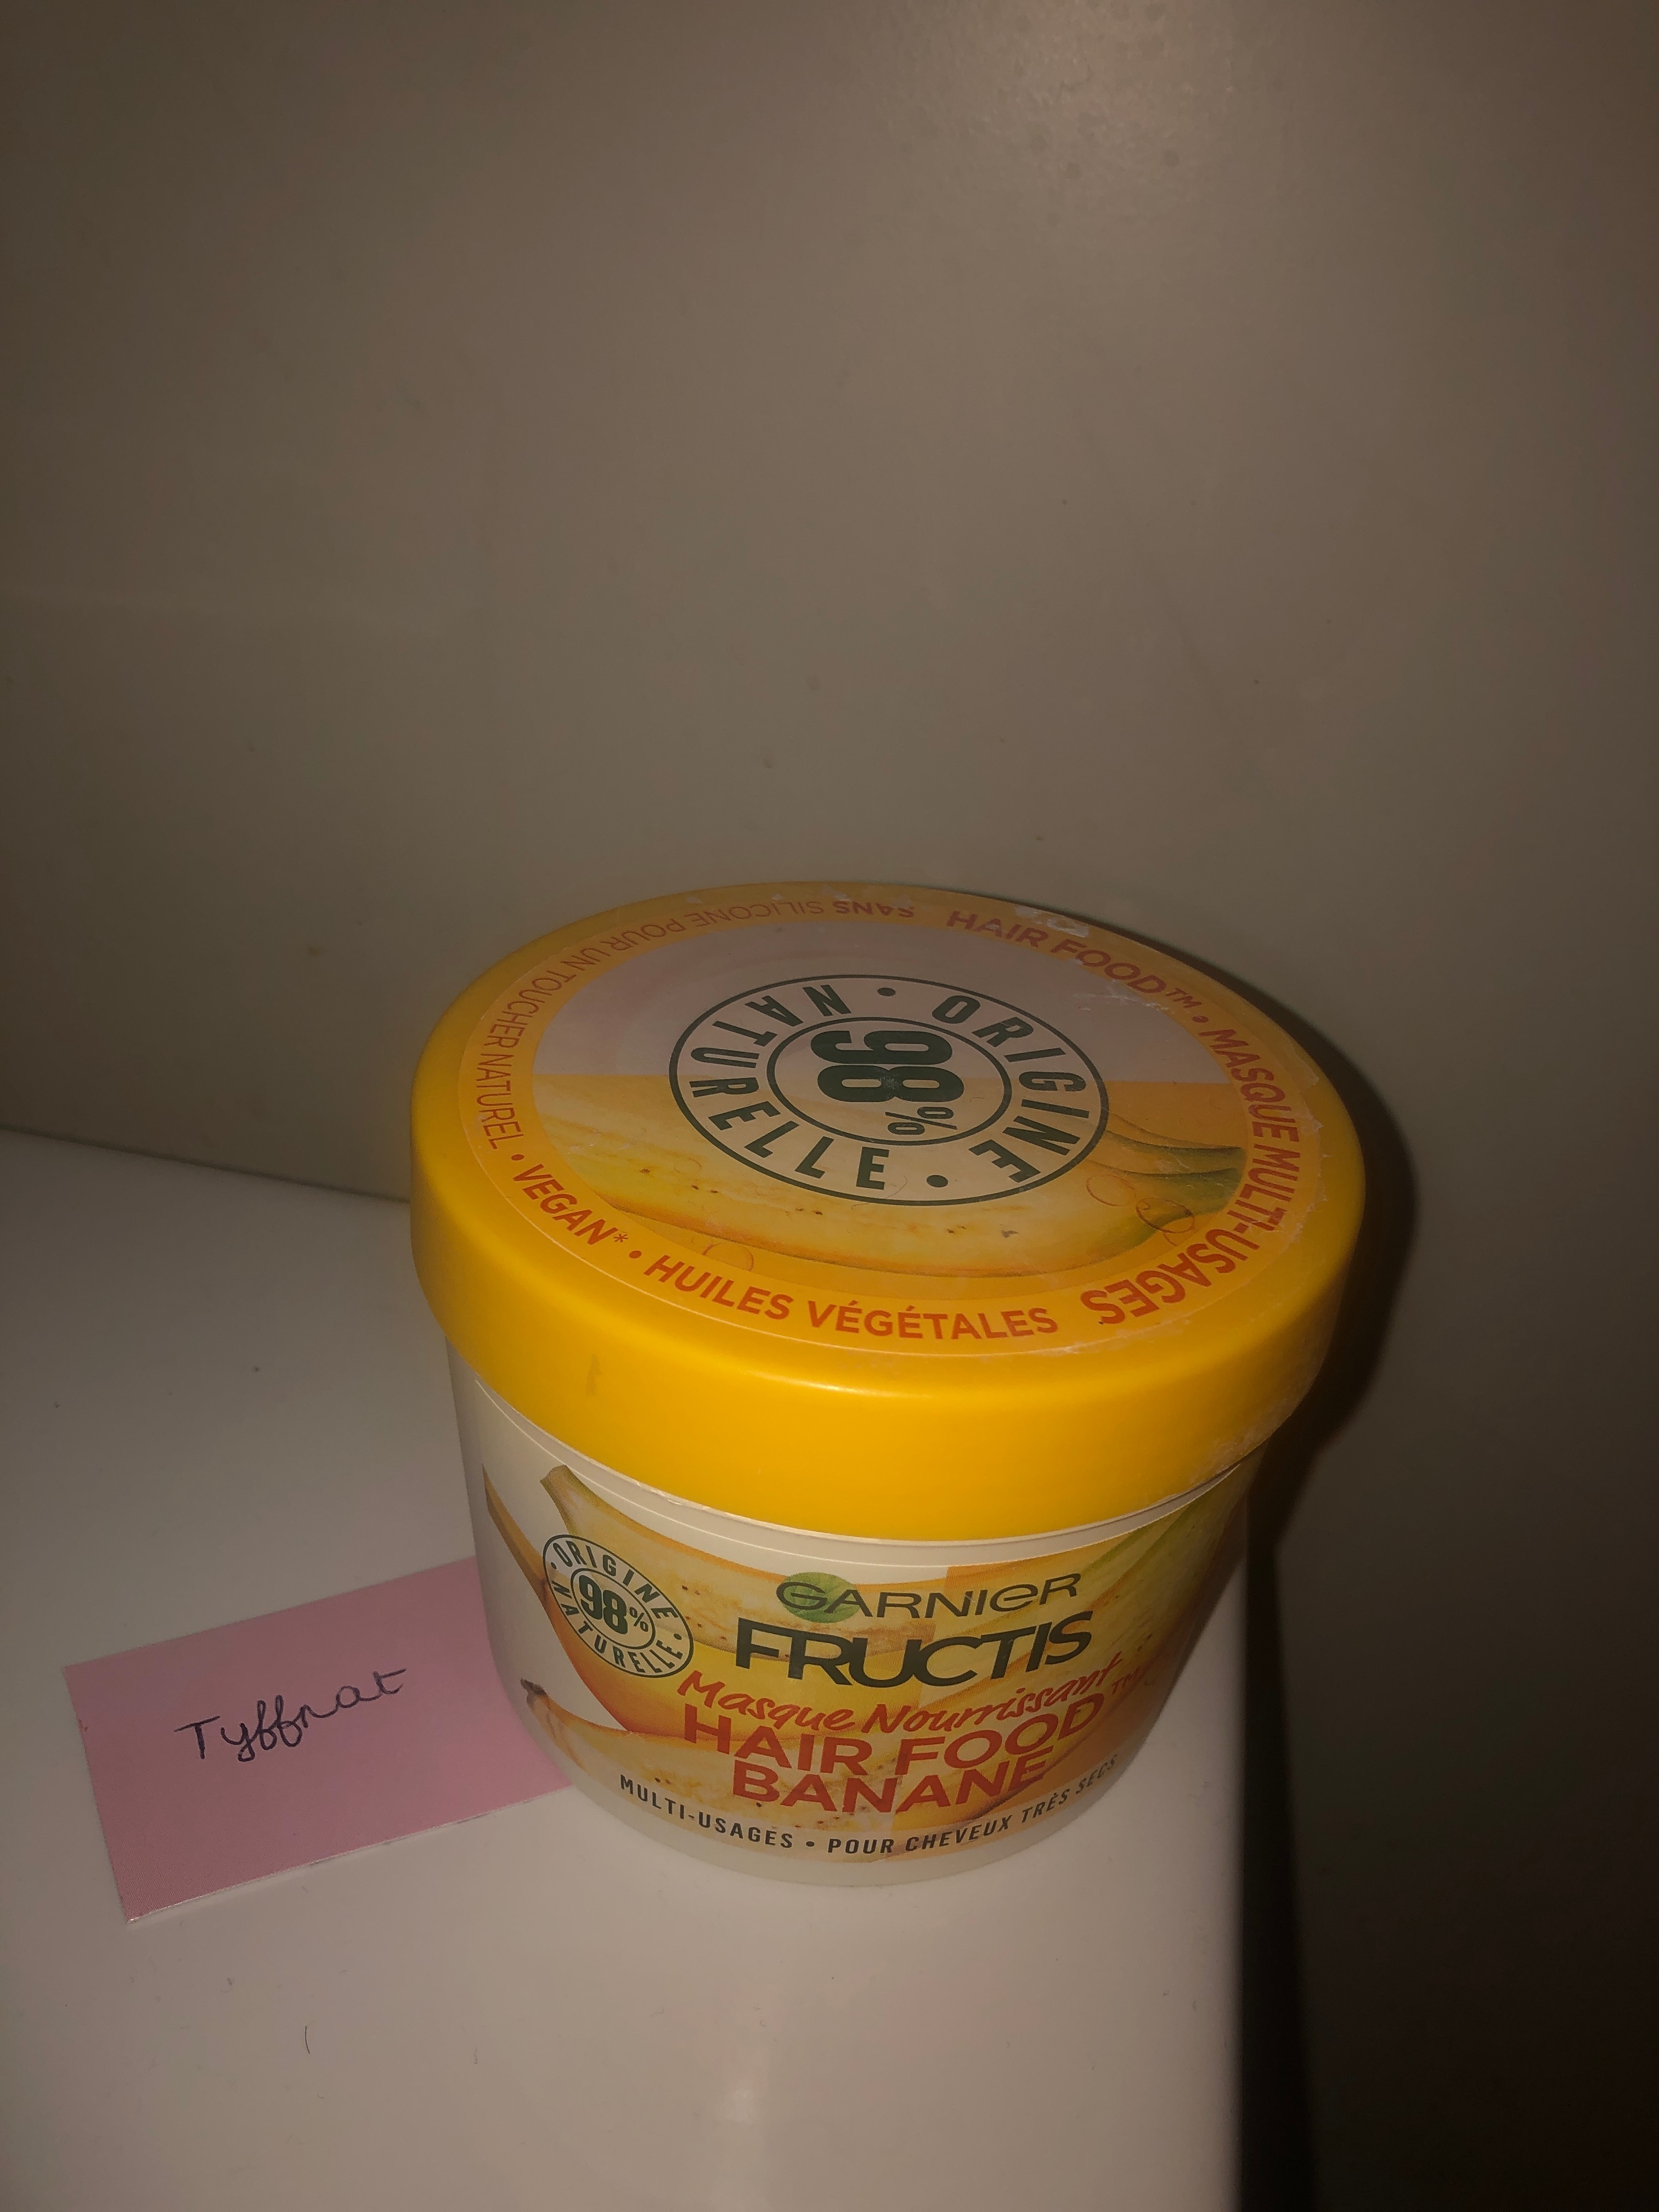 HAIR FOOD™ • MASQUE MULTI-USAGES
SANS SILICONE POUR UN TOUCHER NATUREL • VEGAN* • HUILES VÉGÉTALES
ORIGINE • NATURELLE •
98%
ORIGINE • NATURELLE •
98%
GARNIER
FRUCTIS
Masque Nourrissant
HAIR FOOD™
BANANE
MULTI-USAGES • POUR CHEVEUX TRÈS SECS
Tyffnat